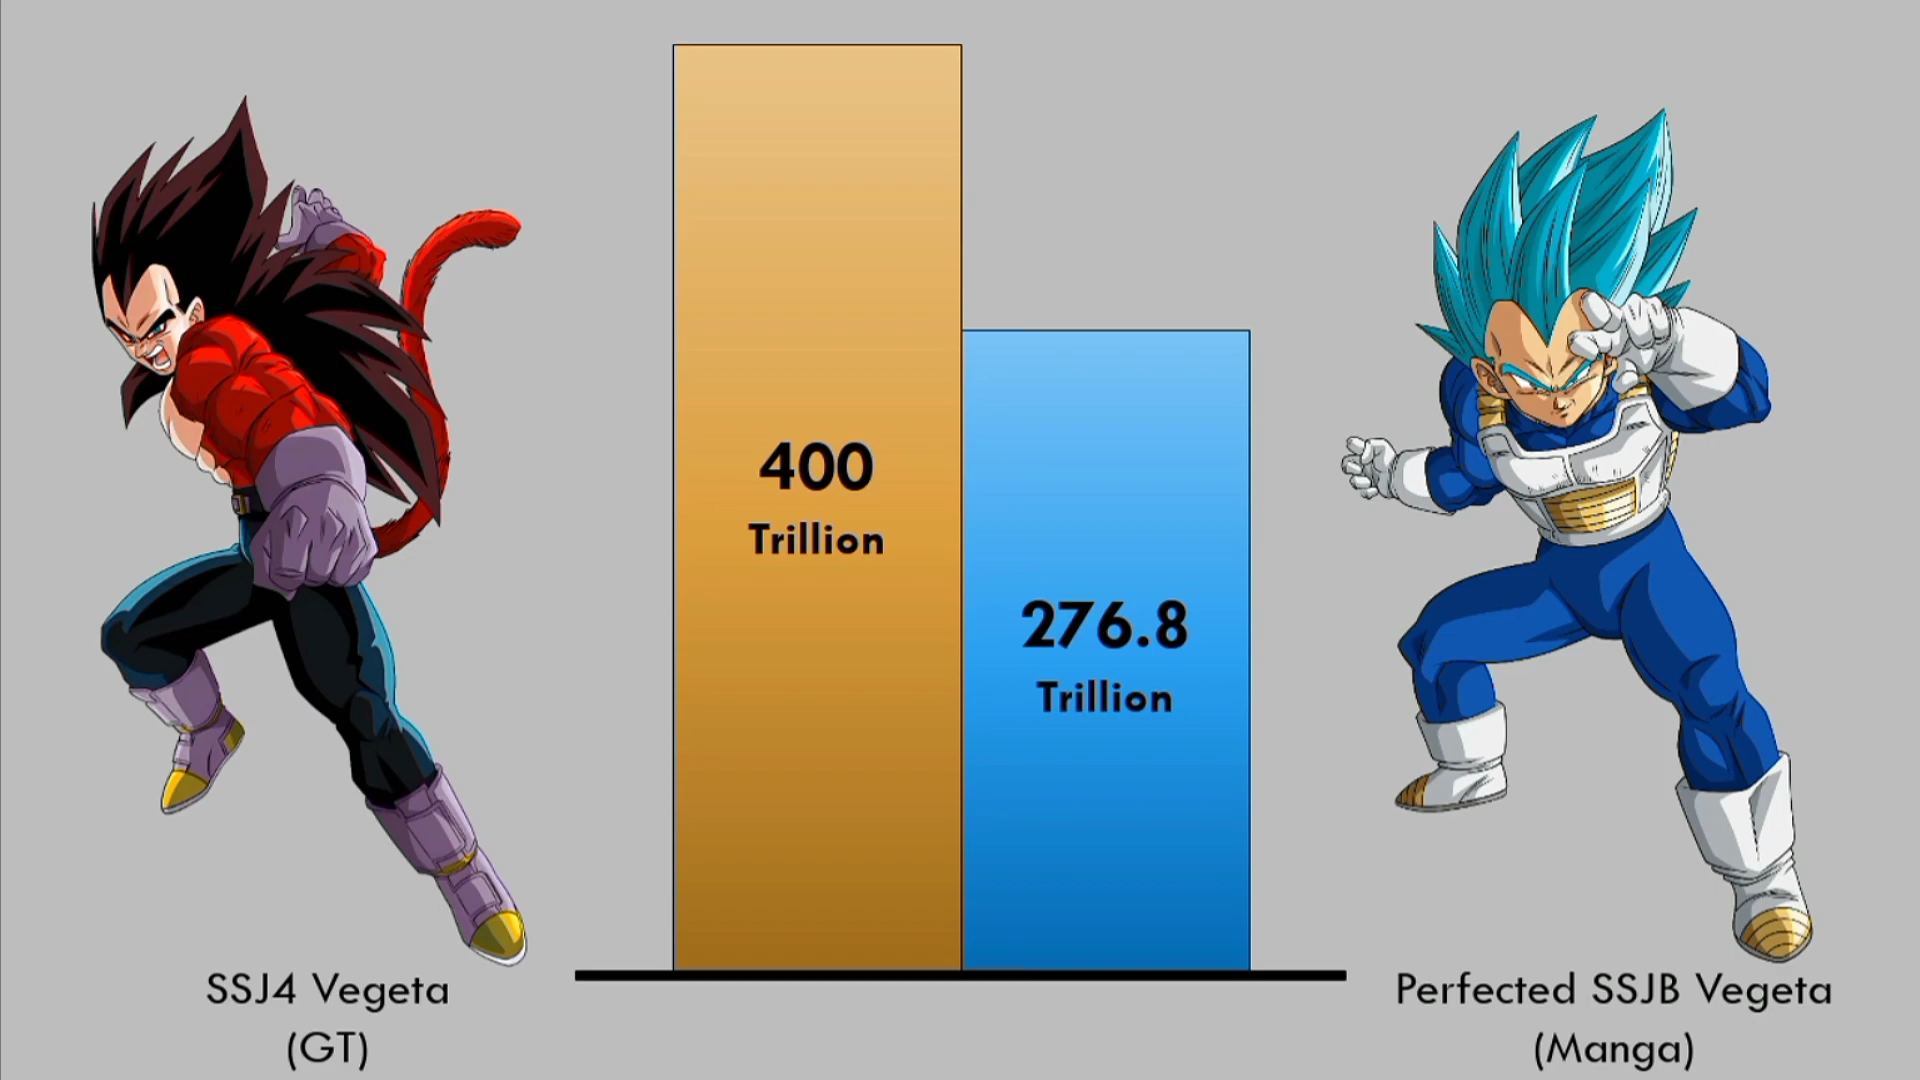 400
Trillion
276.8
Trillion
SSJ4 Vegeta
(GT)
Perfected SSJB Vegeta
(Manga)